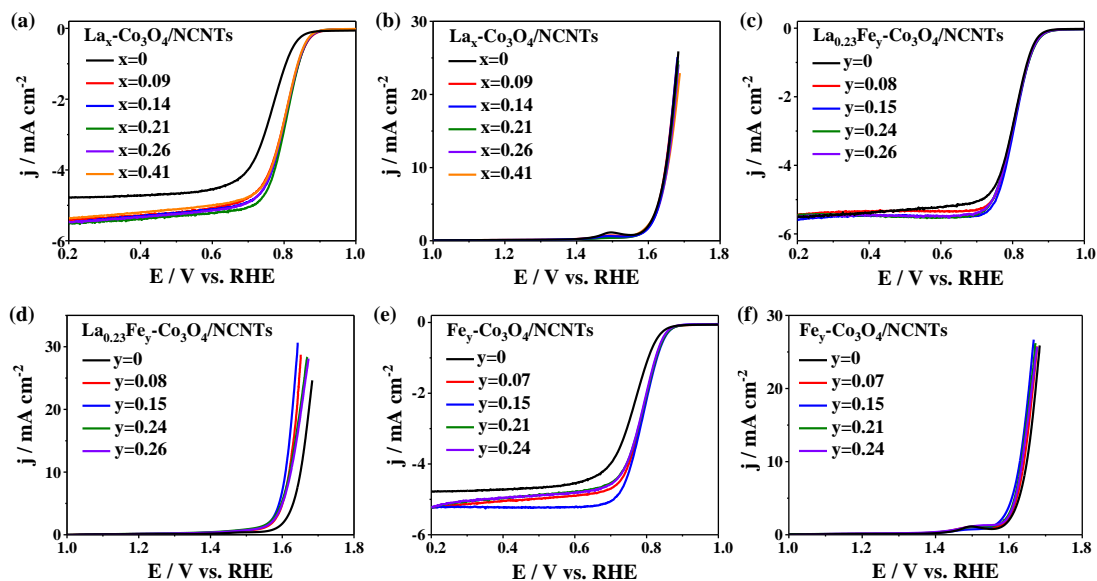 (a)
Laₓ-Co₃O₄/NCNTs
x=0
x=0.09
x=0.14
x=0.21
x=0.26
x=0.41
j / mA cm⁻²
0
-2
-4
-6
0.2
0.4
0.6
0.8
1.0
E / V vs. RHE
(b)
Laₓ-Co₃O₄/NCNTs
x=0
x=0.09
x=0.14
x=0.21
x=0.26
x=0.41
j / mA cm⁻²
30
20
10
0
1.0
1.2
1.4
1.6
1.8
E / V vs. RHE
(c)
La₀.₂₃Feᵧ-Co₃O₄/NCNTs
y=0
y=0.08
y=0.15
y=0.24
y=0.26
j / mA cm⁻²
0
-2
-4
-6
0.2
0.4
0.6
0.8
1.0
E / V vs. RHE
(d)
La₀.₂₃Feᵧ-Co₃O₄/NCNTs
y=0
y=0.08
y=0.15
y=0.24
y=0.26
j / mA cm⁻²
30
20
10
0
1.0
1.2
1.4
1.6
1.8
E / V vs. RHE
(e)
Feᵧ-Co₃O₄/NCNTs
y=0
y=0.07
y=0.15
y=0.21
y=0.24
j / mA cm⁻²
0
-2
-4
-6
0.2
0.4
0.6
0.8
1.0
E / V vs. RHE
(f)
Feᵧ-Co₃O₄/NCNTs
y=0
y=0.07
y=0.15
y=0.21
y=0.24
j / mA cm⁻²
30
20
10
0
1.0
1.2
1.4
1.6
1.8
E / V vs. RHE